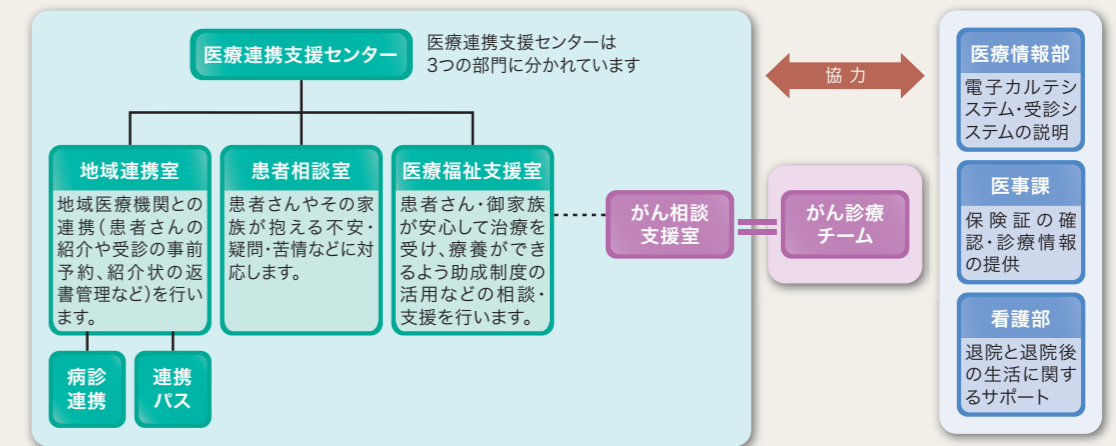 医療連携支援センター
医療連携支援センターは
3つの部門に分かれています
地域連携室
地域医療機関との
連携(患者さんの
紹介や受診の事前
予約、紹介状の返
書管理など)を行い
ます。
患者相談室
患者さんやその家
族が抱える不安・
疑問・苦情などに対
応します。
医療福祉支援室
患者さん・御家族
が安心して治療を
受け、療養ができ
るよう助成制度の
活用などの相談・
支援を行います。
病診
連携
連携
パス
がん相談
支援室
がん診療
チーム
協力
医療情報部
電子カルテシ
ステム・受診シ
ステムの説明
医事課
保険証の確
認・診療情報
の提供
看護部
退院と退院後
の生活に関す
るサポート